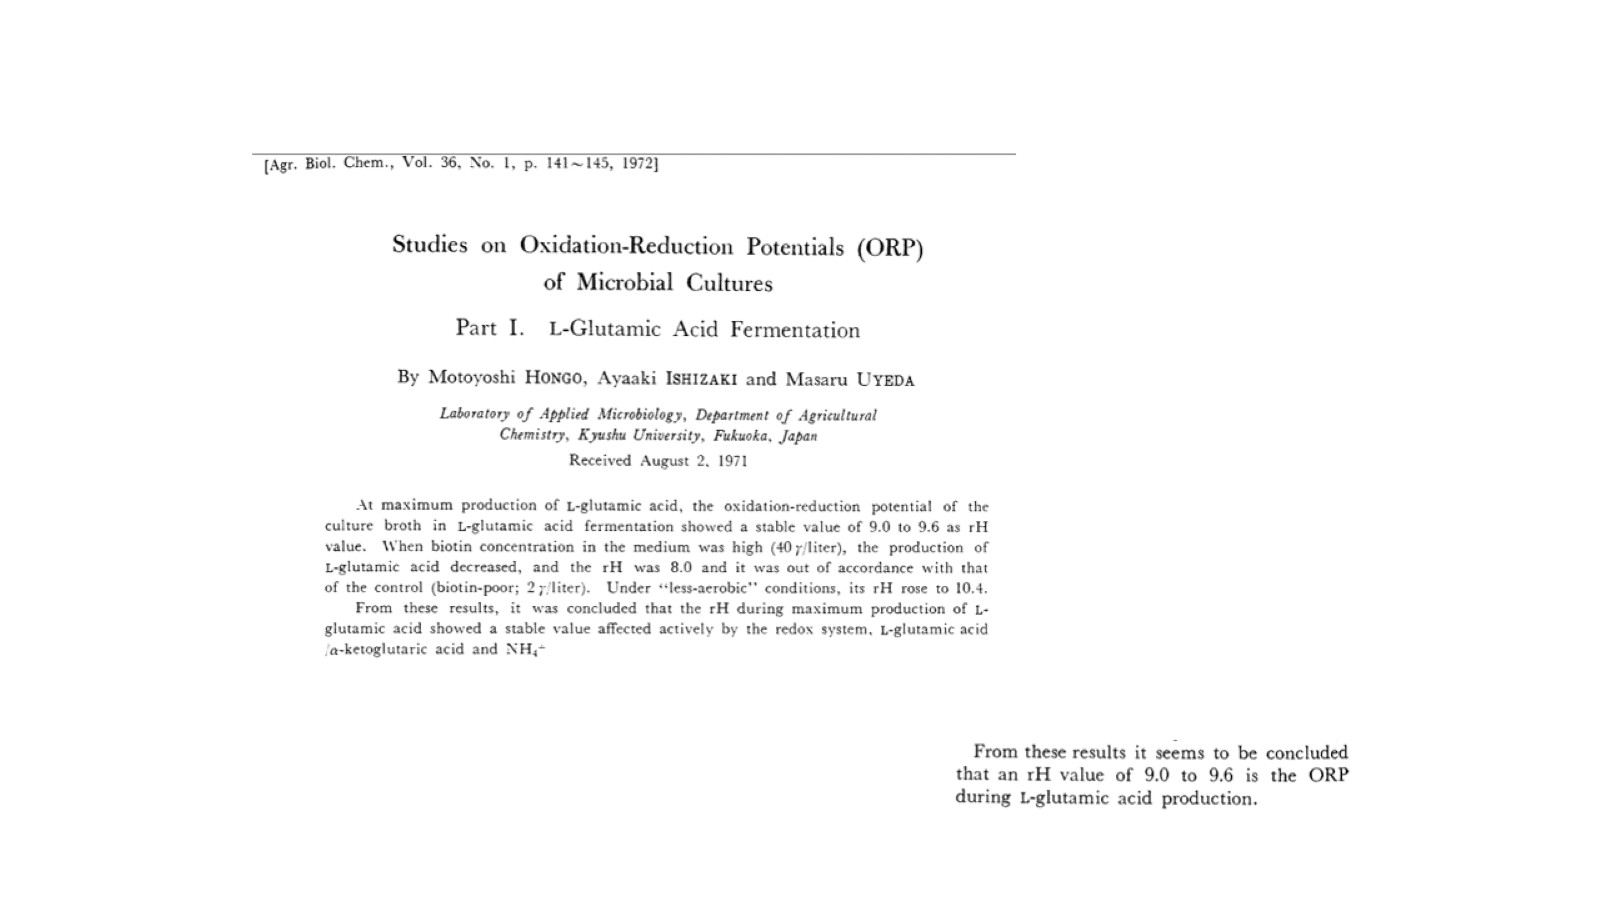 [Agr. Biol. Chem., Vol. 36, No. 1, p. 141~145, 1972]
Studies on Oxidation-Reduction Potentials (ORP)
of Microbial Cultures
Part I. L-Glutamic Acid Fermentation
By Motoyoshi HONGO, Ayaaki ISHIZAKI and Masaru UYEDA
Laboratory of Applied Microbiology, Department of Agricultural
Chemistry, Kyushu University, Fukuoka, Japan
Received August 2, 1971
At maximum production of L-glutamic acid, the oxidation-reduction potential of the
culture broth in L-glutamic acid fermentation showed a stable value of 9.0 to 9.6 as rH
value. When biotin concentration in the medium was high (40 γ/liter), the production of
L-glutamic acid decreased, and the rH was 8.0 and it was out of accordance with that
of the control (biotin-poor; 2 γ/liter). Under “less-aerobic” conditions, its rH rose to 10.4.
From these results, it was concluded that the rH during maximum production of L-
glutamic acid showed a stable value affected actively by the redox system, L-glutamic acid
/α-ketoglutaric acid and NH₄⁺
From these results it seems to be concluded
that an rH value of 9.0 to 9.6 is the ORP
during L-glutamic acid production.